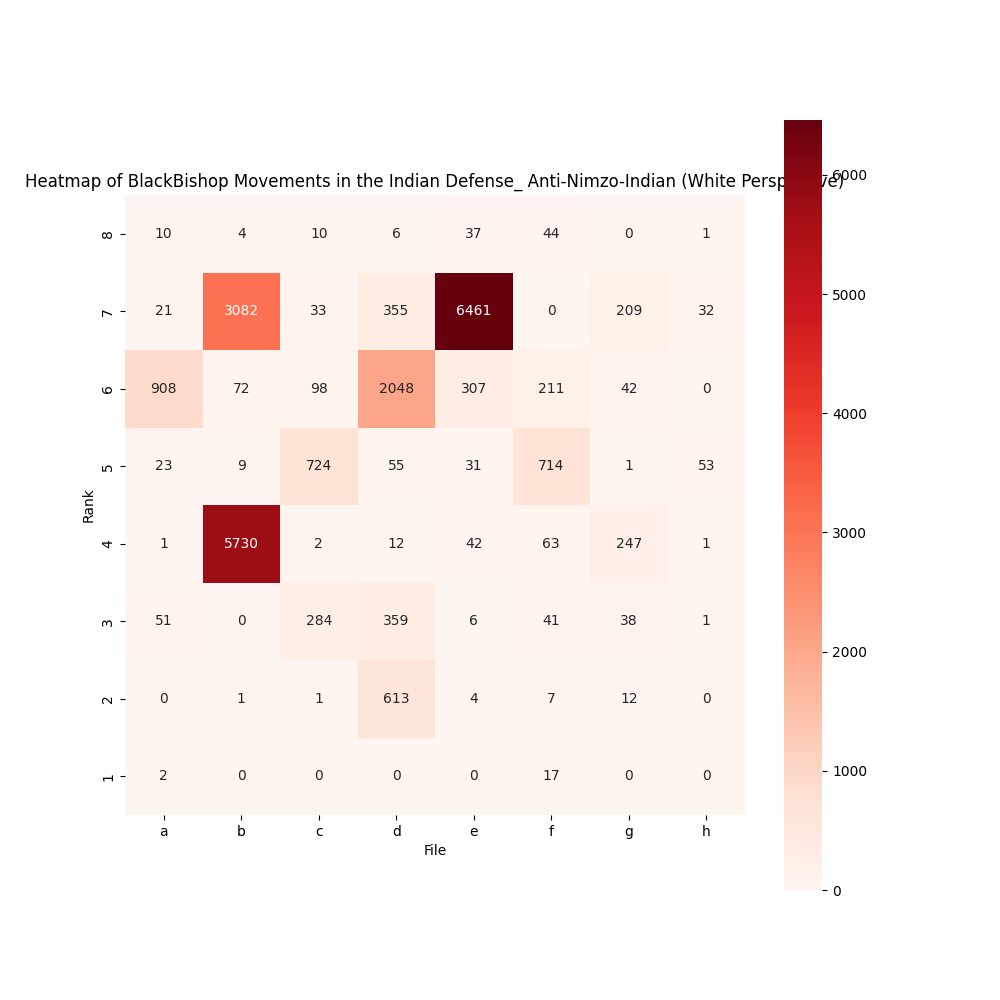 Heatmap of BlackBishop Movements in the Indian Defense_ Anti-Nimzo-Indian (White Perspective)
8 10 4 10 6 37 44 0 1
7 21 3082 33 355 6461 0 209 32
6 908 72 98 2048 307 211 42 0
5 23 9 724 55 31 714 1 53
4 1 5730 2 12 42 63 247 1
3 51 0 284 359 6 41 38 1
2 0 1 1 613 4 7 12 0
1 2 0 0 0 0 17 0 0
a b c d e f g h
File
Rank
6000
5000
4000
3000
2000
1000
0